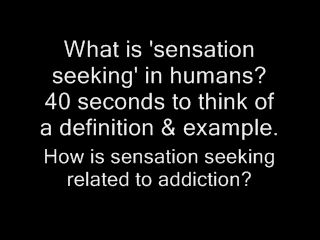 What is 'sensation
seeking' in humans?
40 seconds to think of
a definition & example.
How is sensation seeking
related to addiction?